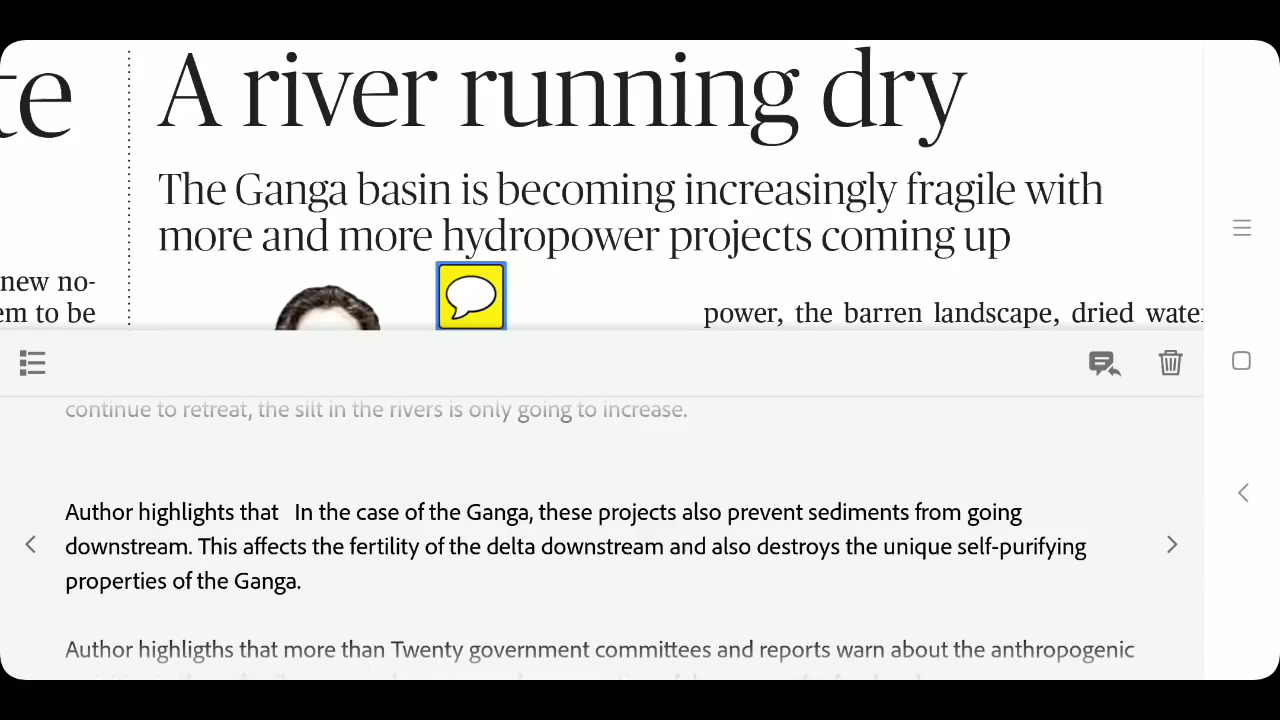 te
A river running dry
The Ganga basin is becoming increasingly fragile with
more and more hydropower projects coming up
new no-
em to be
power, the barren landscape, dried water
continue to retreat, the silt in the rivers is only going to increase.
Author highlights that In the case of the Ganga, these projects also prevent sediments from going
downstream. This affects the fertility of the delta downstream and also destroys the unique self-purifying
properties of the Ganga.
Author highligths that more than Twenty government committees and reports warn about the anthropogenic